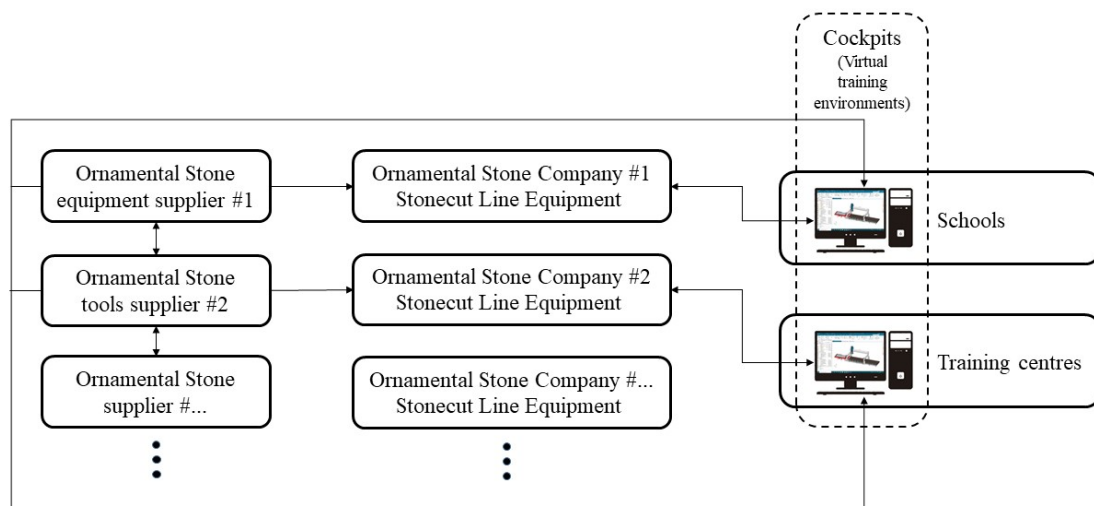 Cockpits
(Virtual
training
environments)
Ornamental Stone
equipment supplier #1
Ornamental Stone Company #1
Stonecut Line Equipment
Schools
Ornamental Stone
tools supplier #2
Ornamental Stone Company #2
Stonecut Line Equipment
Training centres
Ornamental Stone
supplier #...
Ornamental Stone Company #...
Stonecut Line Equipment